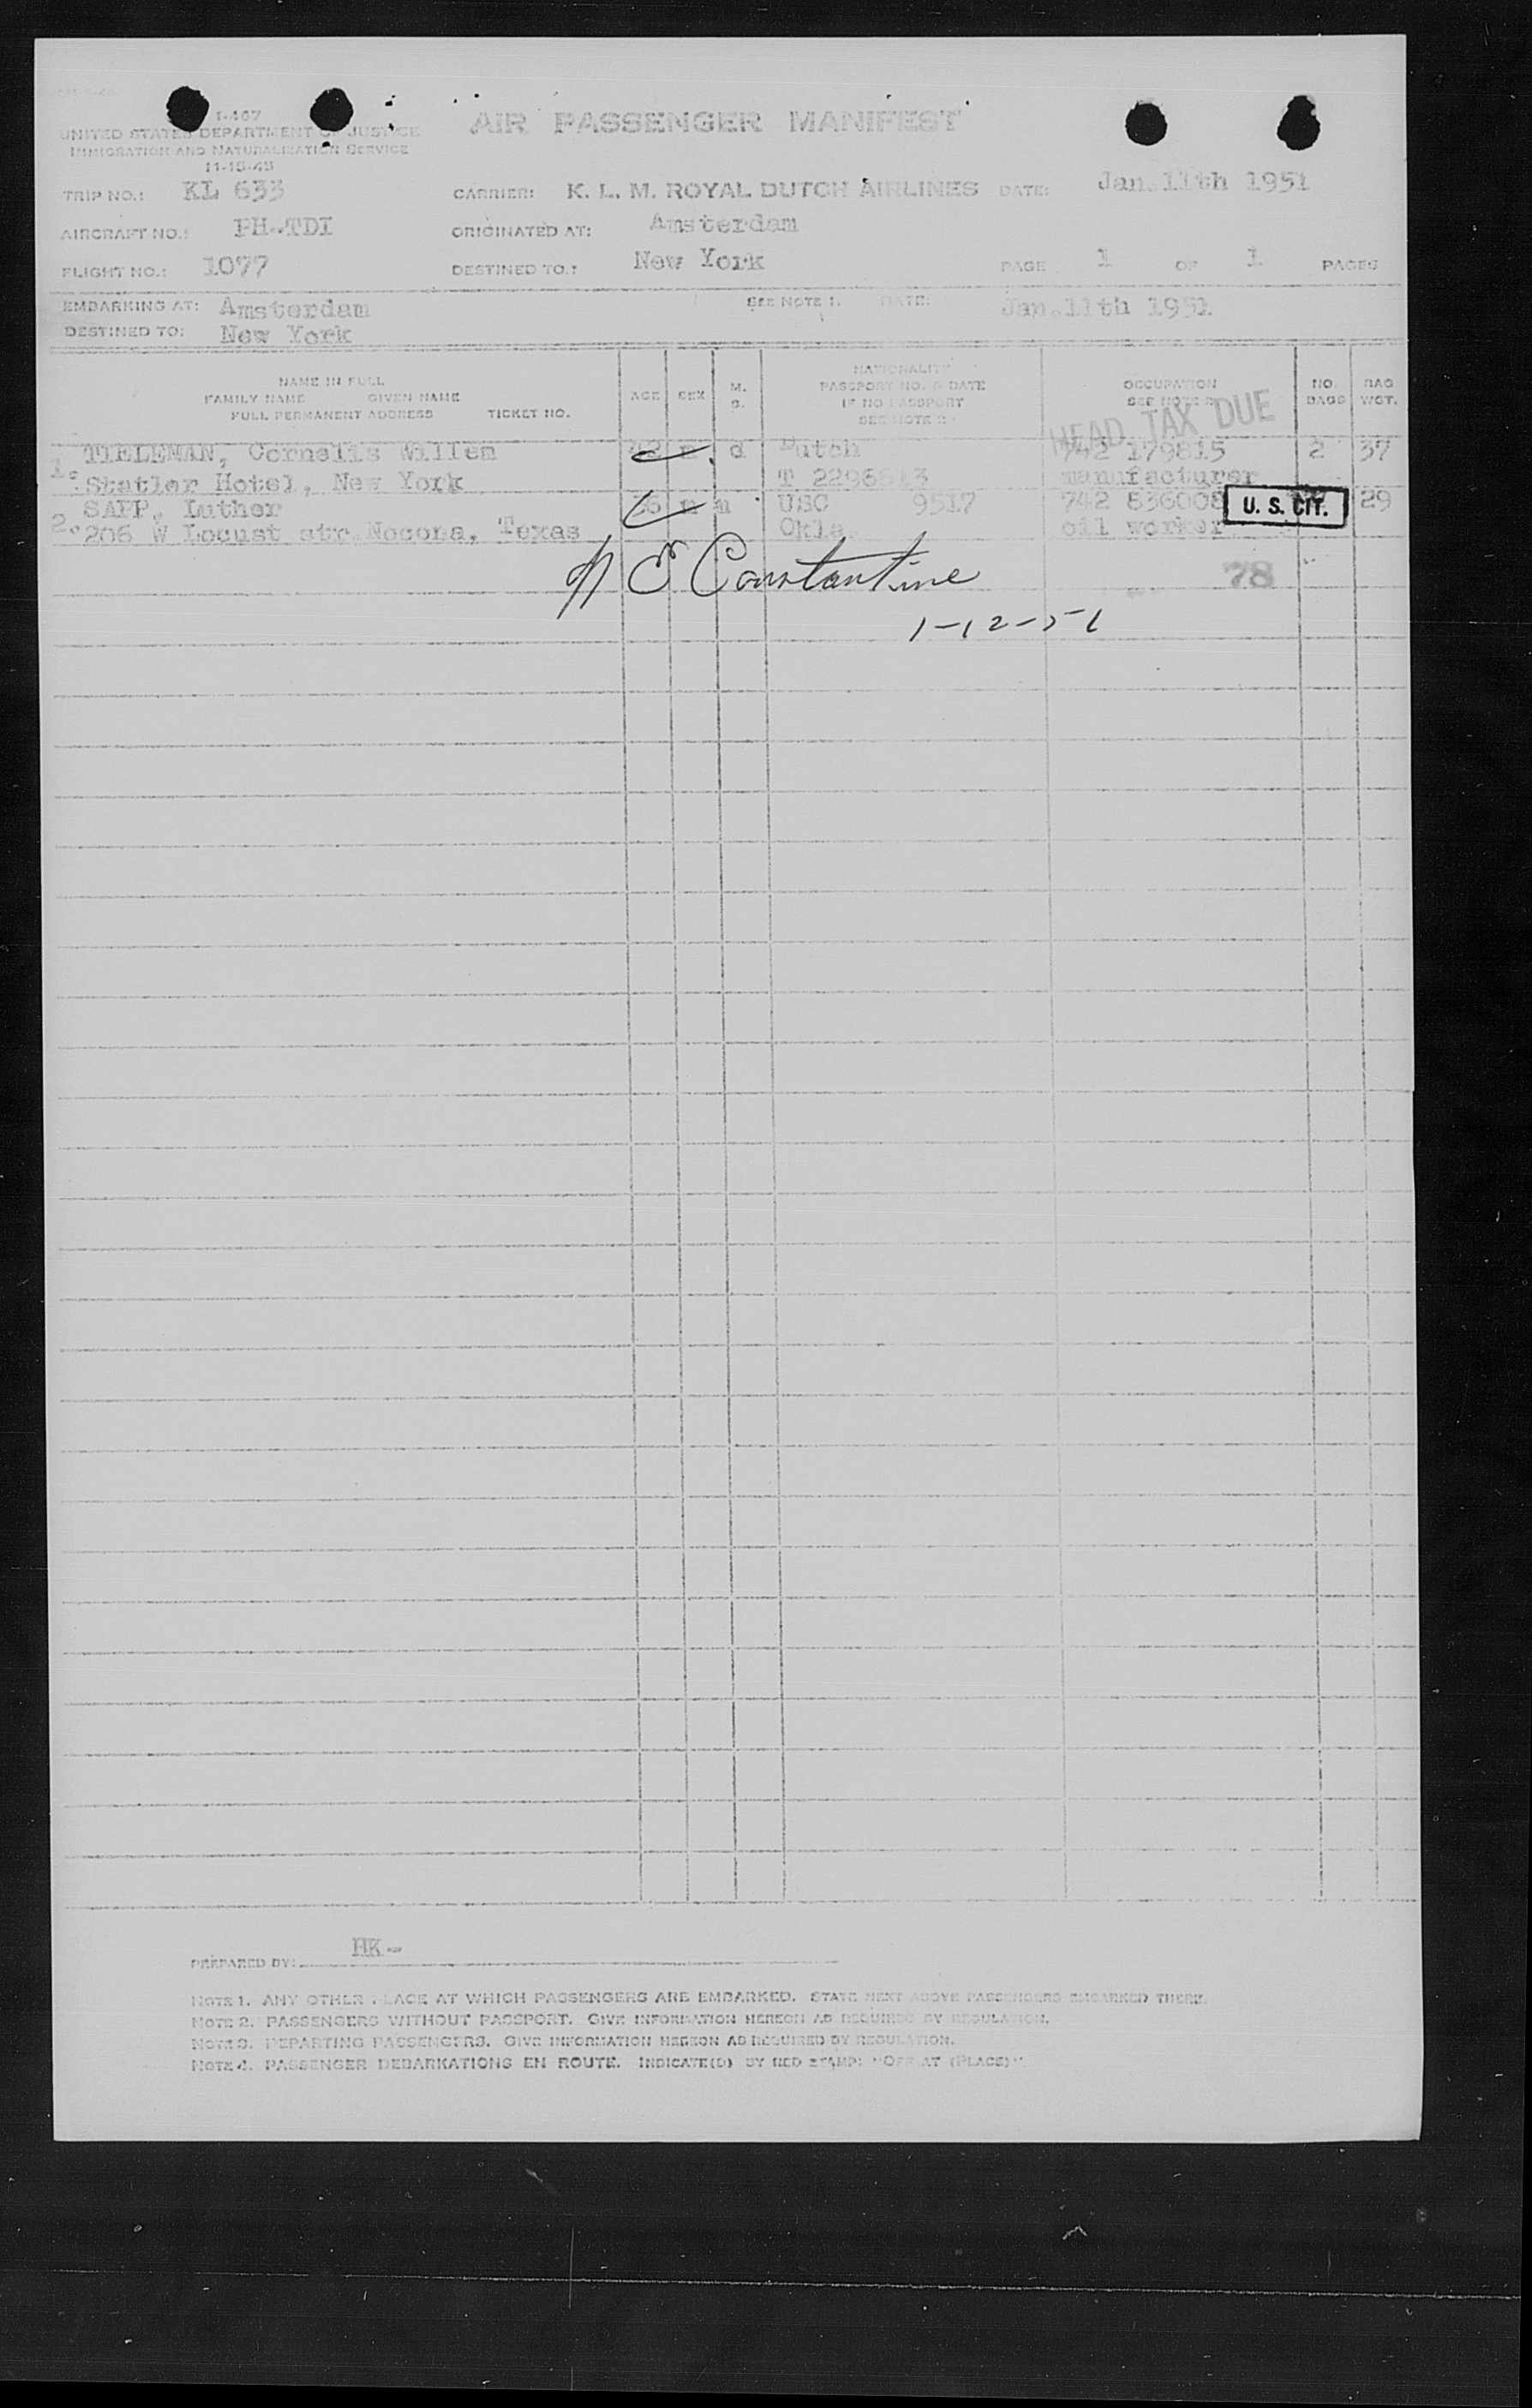 I-407
UNITED STATES DEPARTMENT OF JUSTICE
IMMIGRATION AND NATURALIZATION SERVICE
11-15-45
AIR PASSENGER MANIFEST
TRIP NO.: KL 633 CARRIER: K. L. M. ROYAL DUTCH AIRLINES DATE: Jan.11th 1951
AIRCRAFT NO.: PH-TDI ORIGINATED AT: Amsterdam
FLIGHT NO.: 1077 DESTINED TO.: New York PAGE 1 OF 1 PAGES
EMBARKING AT: Amsterdam SEE NOTE 1. DATE: Jan.11th 1951
DESTINED TO: New York
NAME IN FULL
FAMILY NAME GIVEN NAME
FULL PERMANENT ADDRESS TICKET NO.
AGE SEX M. S.
NATIONALITY
PASSPORT NO. & DATE
IF NO PASSPORT
SEE NOTE 2
OCCUPATION
SEE NOTE
NO. BAGS
BAG WGT.
HEAD TAX DUE
1. TIELEMAN, Cornelis Willem m d Dutch 742 179815 2 37
Statler Hotel, New York manufacturer
2. SAPP, Luther m m USC 9517 742 836008 U. S. CIT. 29
206 W Locust str Nocona, Texas Okla. oil worker
N E Constantine 78
1-12-51
PREPARED BY: HK-
NOTE 1. ANY OTHER PLACE AT WHICH PASSENGERS ARE EMBARKED. STATE NEXT ABOVE PASSENGERS EMBARKED THERE.
NOTE 2. PASSENGERS WITHOUT PASSPORT. GIVE INFORMATION HEREON AS REQUIRED BY REGULATION.
NOTE 3. DEPARTING PASSENGERS. GIVE INFORMATION HEREON AS REQUIRED BY REGULATION.
NOTE 4. PASSENGER DEBARKATIONS EN ROUTE. INDICATE(D) BY RED STAMP: "OFF AT (PLACE)"